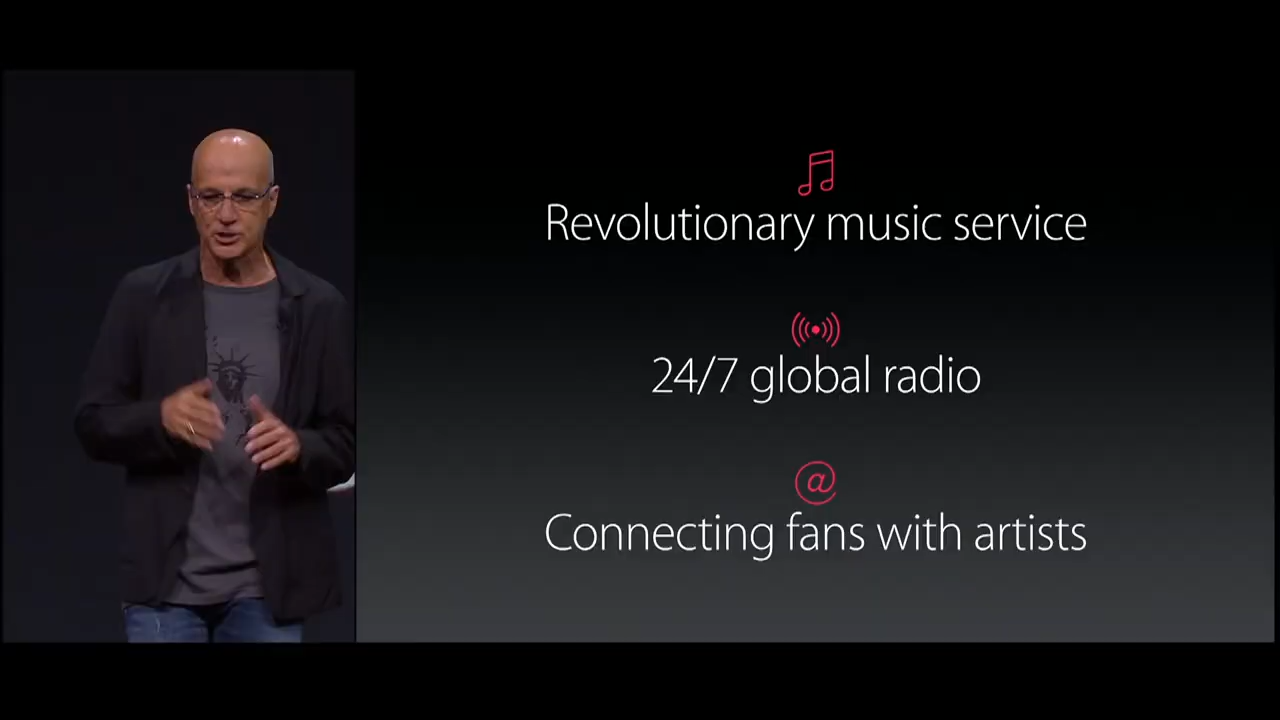 Revolutionary music service
24/7 global radio
@
Connecting fans with artists